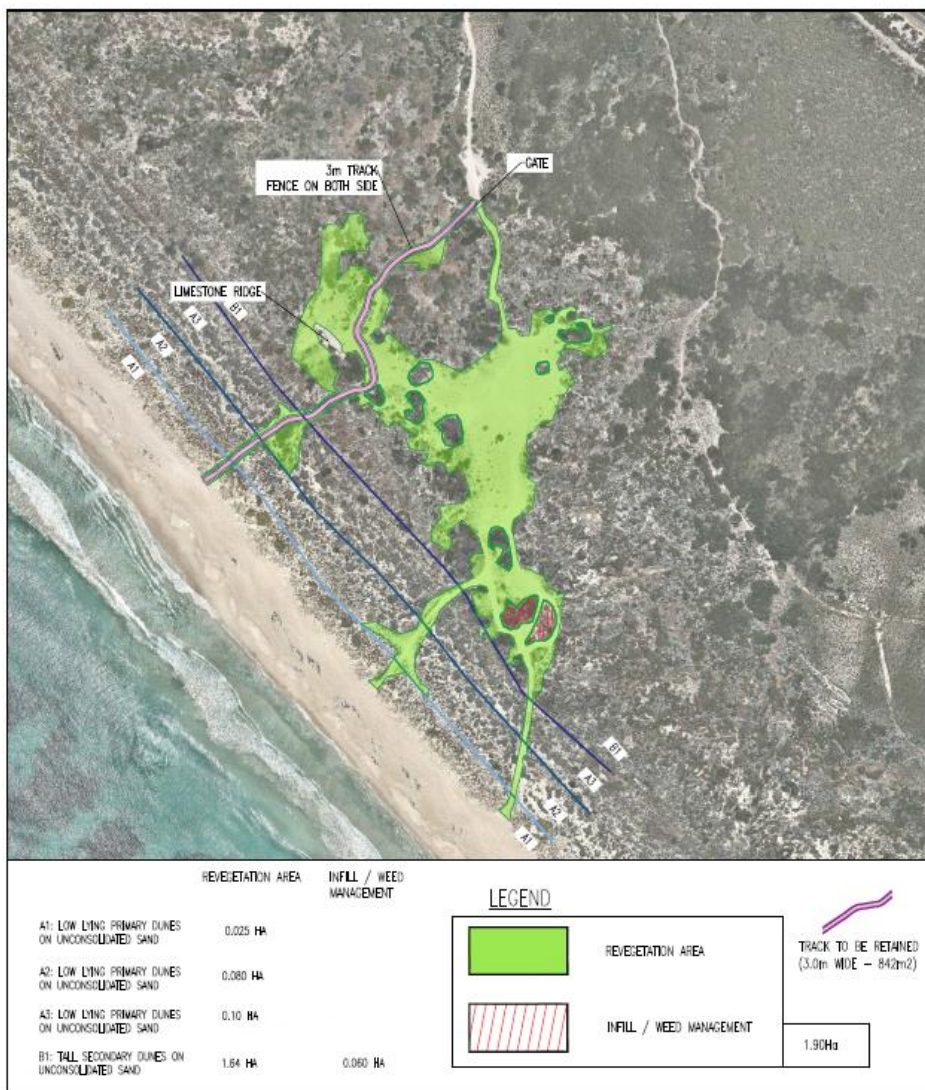 GATE
3m TRACK
FENCE ON BOTH SIDE
LIMESTONE RIDGE
B1
A3
A2
A1
B1
A3
A2
A1
REVEGETATION AREA
INFILL / WEED
MANAGEMENT
A1: LOW LYING PRIMARY DUNES
ON UNCONSOLIDATED SAND
0.025 HA
A2: LOW LYING PRIMARY DUNES
ON UNCONSOLIDATED SAND
0.080 HA
A3: LOW LYING PRIMARY DUNES
ON UNCONSOLIDATED SAND
0.10 HA
B1: TALL SECONDARY DUNES ON
UNCONSOLIDATED SAND
1.64 HA
0.060 HA
LEGEND
REVEGETATION AREA
INFILL / WEED MANAGEMENT
TRACK TO BE RETAINED
(3.0m WIDE - 842m2)
1.90Ha